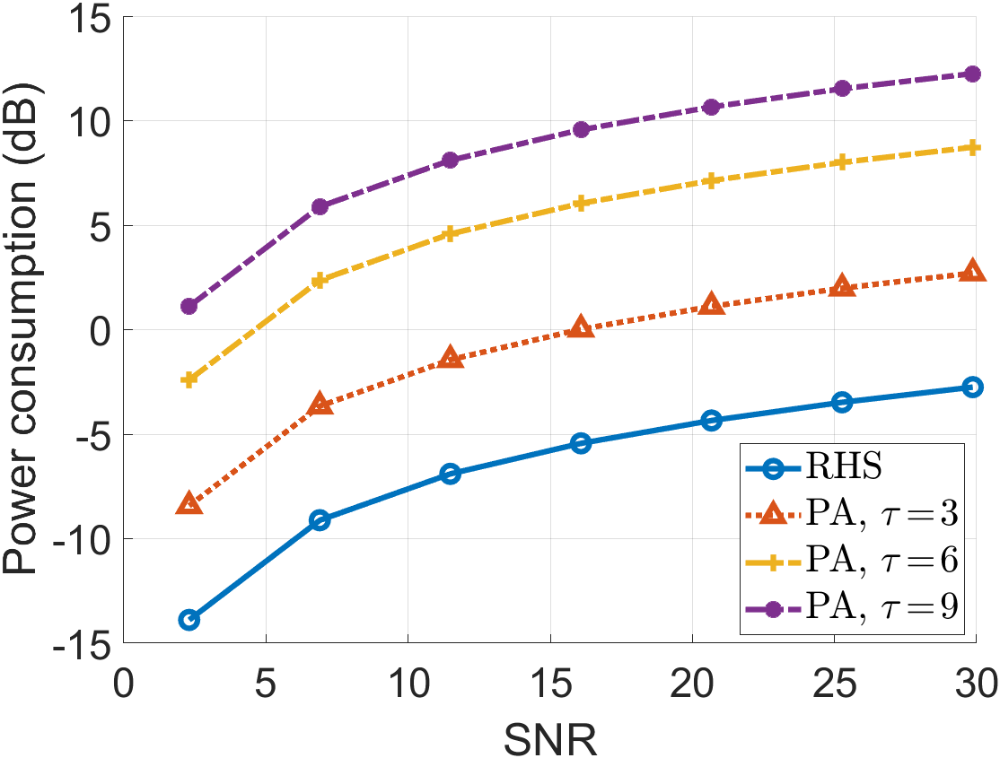 Power consumption (dB)
15
10
5
0
-5
-10
-15
0 5 10 15 20 25 30
SNR
RHS
PA, τ = 3
PA, τ = 6
PA, τ = 9